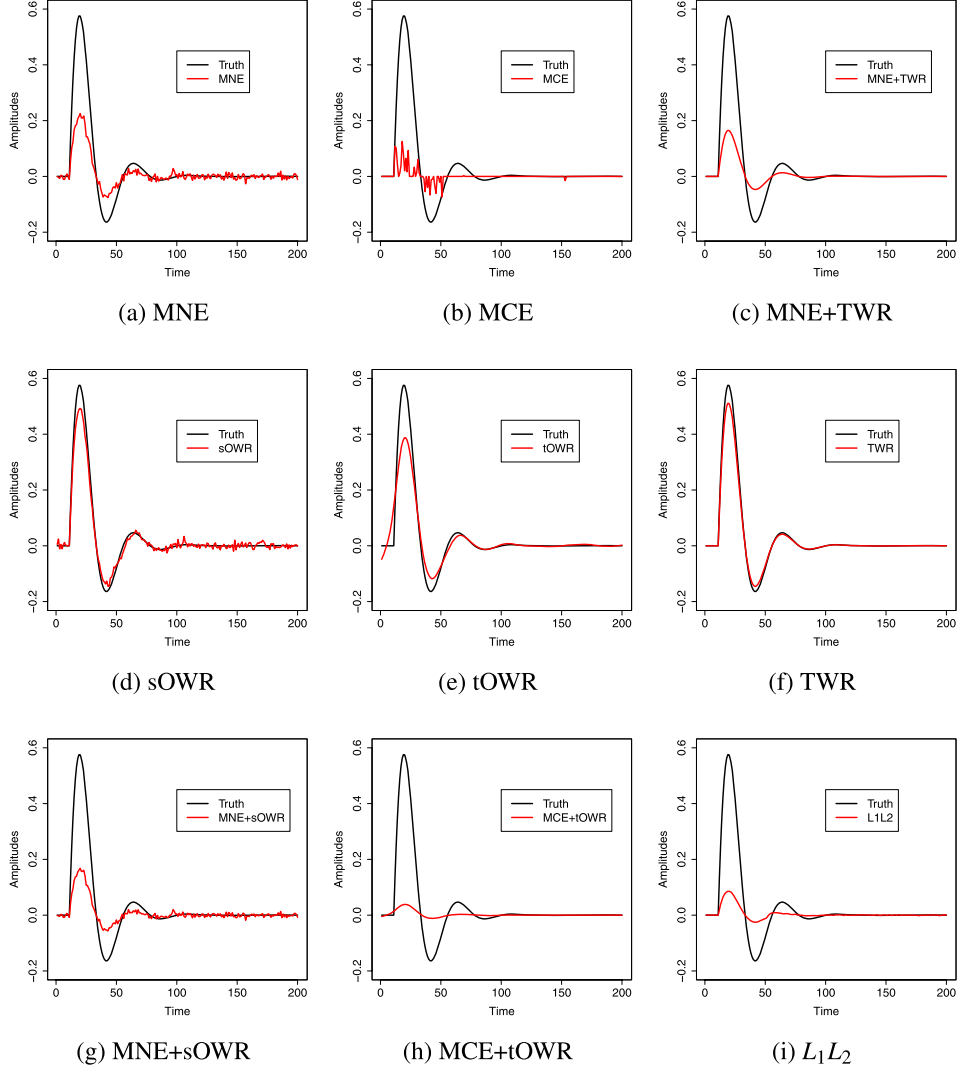 0.6
0.4
0.2
0.0
−0.2
Amplitudes
Truth
MNE
0 50 100 150 200
Time
(a) MNE
0.6
0.4
0.2
0.0
−0.2
Amplitudes
Truth
MCE
0 50 100 150 200
Time
(b) MCE
0.6
0.4
0.2
0.0
−0.2
Amplitudes
Truth
MNE+TWR
0 50 100 150 200
Time
(c) MNE+TWR
0.6
0.4
0.2
0.0
−0.2
Amplitudes
Truth
sOWR
0 50 100 150 200
Time
(d) sOWR
0.6
0.4
0.2
0.0
−0.2
Amplitudes
Truth
tOWR
0 50 100 150 200
Time
(e) tOWR
0.6
0.4
0.2
0.0
−0.2
Amplitudes
Truth
TWR
0 50 100 150 200
Time
(f) TWR
0.6
0.4
0.2
0.0
−0.2
Amplitudes
Truth
MNE+sOWR
0 50 100 150 200
Time
(g) MNE+sOWR
0.6
0.4
0.2
0.0
−0.2
Amplitudes
Truth
MCE+tOWR
0 50 100 150 200
Time
(h) MCE+tOWR
0.6
0.4
0.2
0.0
−0.2
Amplitudes
Truth
L1L2
0 50 100 150 200
Time
(i) L₁L₂